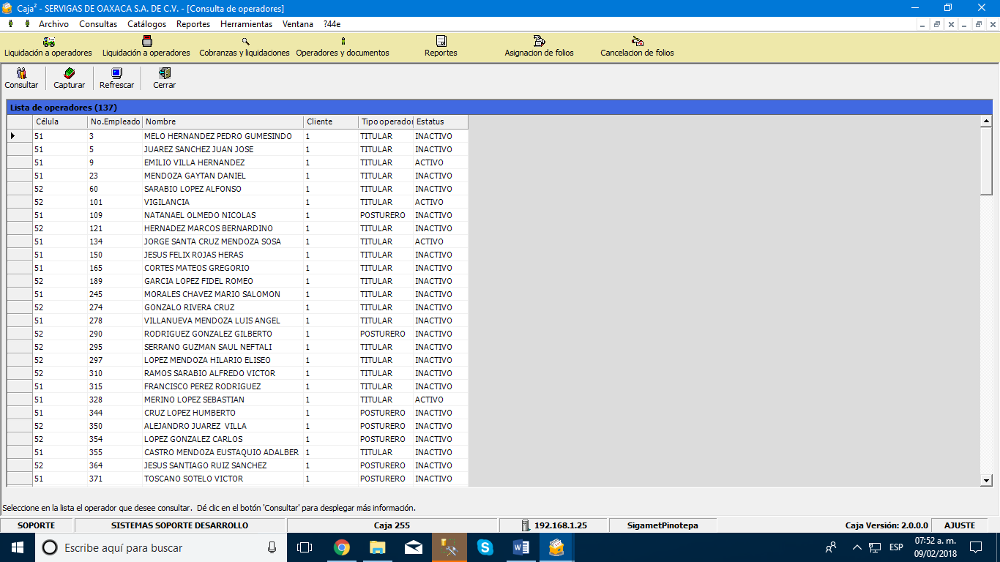 Caja² - SERVIGAS DE OAXACA S.A. DE C.V. - [Consulta de operadores]
Archivo Consultas Catálogos Reportes Herramientas Ventana ?44e
Liquidación a operadores Liquidación a operadores Cobranzas y liquidaciones Operadores y documentos Reportes Asignacion de folios Cancelacion de folios
Consultar Capturar Refrescar Cerrar
Lista de operadores (137)
Célula No.Empleado Nombre Cliente Tipo operador Estatus
51 3 MELO HERNANDEZ PEDRO GUMESINDO 1 TITULAR INACTIVO
51 5 JUAREZ SANCHEZ JUAN JOSE 1 TITULAR INACTIVO
51 9 EMILIO VILLA HERNANDEZ 1 TITULAR ACTIVO
51 23 MENDOZA GAYTAN DANIEL 1 TITULAR INACTIVO
52 60 SARABIO LOPEZ ALFONSO 1 TITULAR INACTIVO
52 101 VIGILANCIA 1 TITULAR ACTIVO
51 109 NATANAEL OLMEDO NICOLAS 1 POSTURERO INACTIVO
52 121 HERNADEZ MARCOS BERNARDINO 1 TITULAR INACTIVO
51 134 JORGE SANTA CRUZ MENDOZA SOSA 1 TITULAR ACTIVO
51 150 JESUS FELIX ROJAS HERAS 1 TITULAR INACTIVO
51 165 CORTES MATEOS GREGORIO 1 TITULAR INACTIVO
52 189 GARCIA LOPEZ FIDEL ROMEO 1 TITULAR INACTIVO
51 245 MORALES CHAVEZ MARIO SALOMON 1 TITULAR INACTIVO
52 274 GONZALO RIVERA CRUZ 1 TITULAR INACTIVO
51 278 VILLANUEVA MENDOZA LUIS ANGEL 1 TITULAR INACTIVO
52 290 RODRIGUEZ GONZALEZ GILBERTO 1 POSTURERO INACTIVO
52 295 SERRANO GUZMAN SAUL NEFTALI 1 TITULAR INACTIVO
52 297 LOPEZ MENDOZA HILARIO ELISEO 1 TITULAR INACTIVO
52 310 RAMOS SARABIO ALFREDO VICTOR 1 TITULAR INACTIVO
51 315 FRANCISCO PEREZ RODRIGUEZ 1 TITULAR INACTIVO
51 328 MERINO LOPEZ SEBASTIAN 1 TITULAR ACTIVO
51 344 CRUZ LOPEZ HUMBERTO 1 POSTURERO INACTIVO
52 350 ALEJANDRO JUAREZ VILLA 1 POSTURERO INACTIVO
52 354 LOPEZ GONZALEZ CARLOS 1 POSTURERO INACTIVO
51 355 CASTRO MENDOZA EUSTAQUIO ADALBER 1 TITULAR INACTIVO
52 364 JESUS SANTIAGO RUIZ SANCHEZ 1 POSTURERO INACTIVO
51 371 TOSCANO SOTELO VICTOR 1 POSTURERO INACTIVO
Seleccione en la lista el operador que desee consultar. Dé clic en el botón 'Consultar' para desplegar más información.
SOPORTE SISTEMAS SOPORTE DESARROLLO Caja 255 192.168.1.25 SigametPinotepa Caja Versión: 2.0.0.0 AJUSTE
Escribe aquí para buscar ESP 07:52 a. m.
09/02/2018